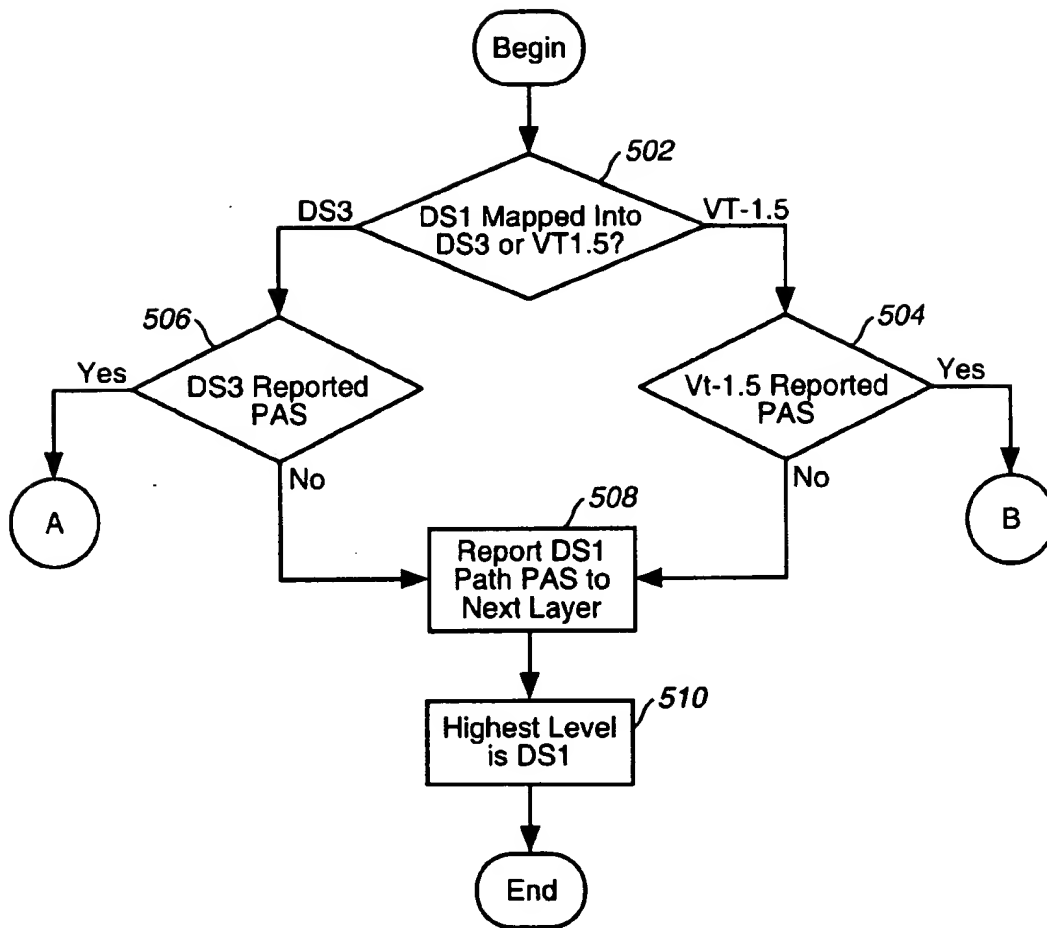 Begin
502
DS3
DS1 Mapped Into
DS3 or VT1.5?
VT-1.5
506
504
Yes
DS3 Reported
PAS
Vt-1.5 Reported
PAS
Yes
A
No
No
B
508
Report DS1
Path PAS to
Next Layer
510
Highest Level
is DS1
End